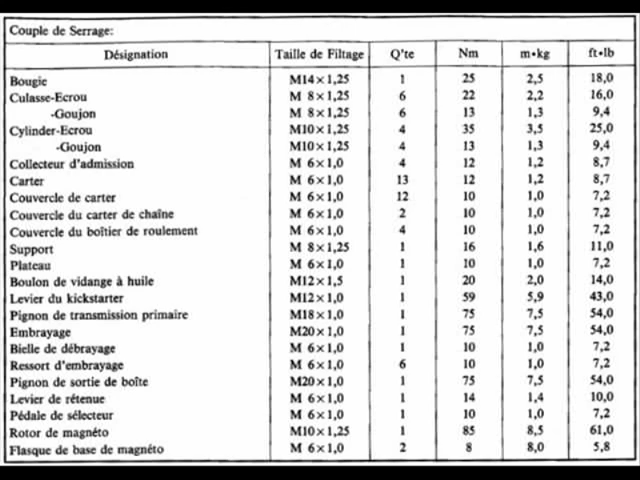 Couple de Serrage:
Désignation Taille de Filtage Q'te Nm m•kg ft•lb
Bougie M14×1,25 1 25 2,5 18,0
Culasse-Ecrou M 8×1,25 6 22 2,2 16,0
-Goujon M 8×1,25 6 13 1,3 9,4
Cylinder-Ecrou M10×1,25 4 35 3,5 25,0
-Goujon M10×1,25 4 13 1,3 9,4
Collecteur d'admission M 6×1,0 4 12 1,2 8,7
Carter M 6×1,0 13 12 1,2 8,7
Couvercle de carter M 6×1,0 12 10 1,0 7,2
Couvercle du carter de chaîne M 6×1,0 2 10 1,0 7,2
Couvercle du boîtier de roulement M 6×1,0 4 10 1,0 7,2
Support M 8×1,25 1 16 1,6 11,0
Plateau M 6×1,0 1 10 1,0 7,2
Boulon de vidange à huile M12×1,5 1 20 2,0 14,0
Levier du kickstarter M12×1,0 1 59 5,9 43,0
Pignon de transmission primaire M18×1,0 1 75 7,5 54,0
Embrayage M20×1,0 1 75 7,5 54,0
Bielle de débrayage M 6×1,0 1 10 1,0 7,2
Ressort d'embrayage M 6×1,0 6 10 1,0 7,2
Pignon de sortie de boîte M20×1,0 1 75 7,5 54,0
Levier de rétenue M 6×1,0 1 14 1,4 10,0
Pédale de sélecteur M 6×1,0 1 10 1,0 7,2
Rotor de magnéto M10×1,25 1 85 8,5 61,0
Flasque de base de magnéto M 6×1,0 2 8 8,0 5,8